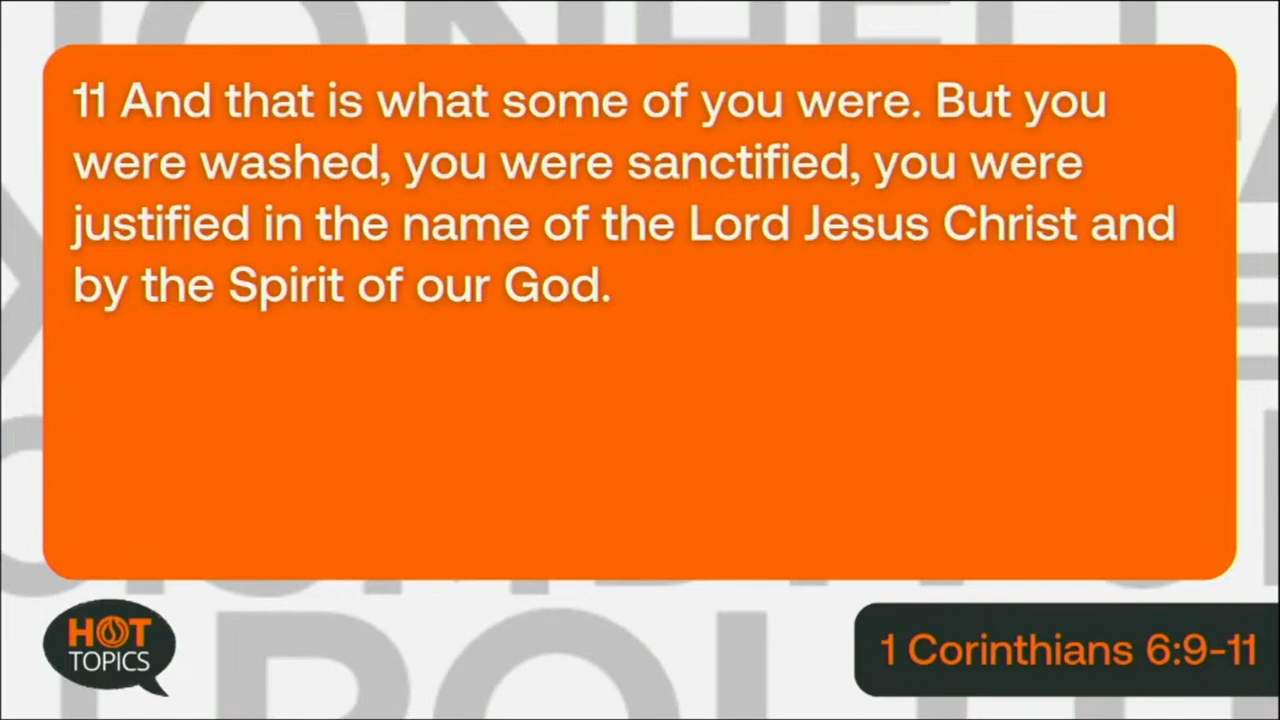 11 And that is what some of you were. But you
were washed, you were sanctified, you were
justified in the name of the Lord Jesus Christ and
by the Spirit of our God.
HOT
TOPICS
1 Corinthians 6:9-11